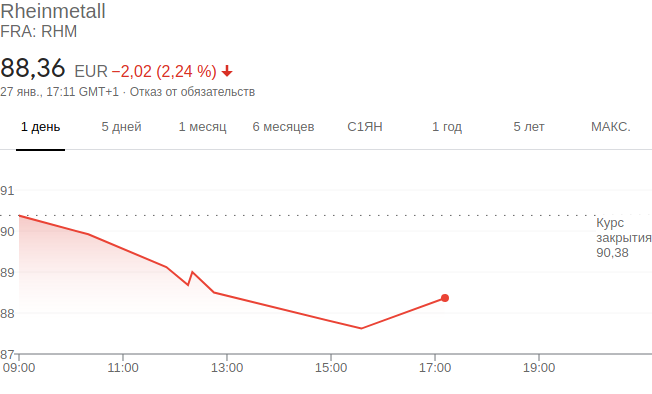 Rheinmetall
FRA: RHM
88,36 EUR −2,02 (2,24 %)
27 янв., 17:11 GMT+1 · Отказ от обязательств
1 день 5 дней 1 месяц 6 месяцев С1ЯН 1 год 5 лет МАКС.
91
90
89
88
87
Курс
закрытия
90,38
09:00 11:00 13:00 15:00 17:00 19:00